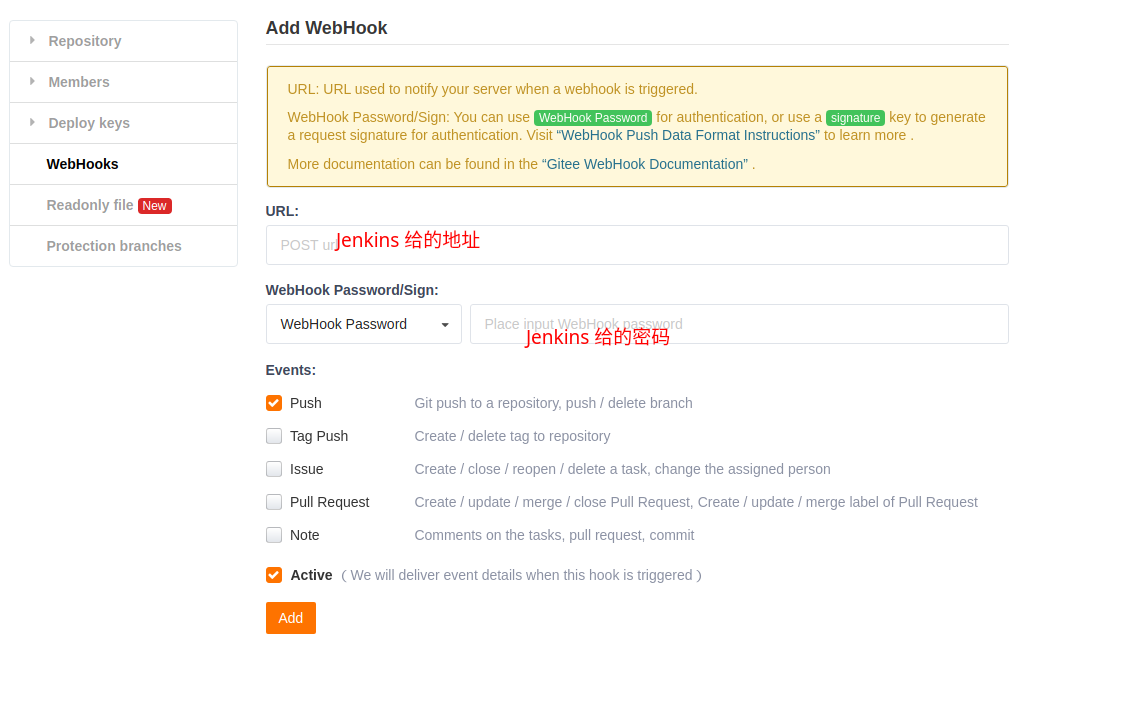 Add WebHook
Repository
Members
Deploy keys
WebHooks
Readonly file New
Protection branches
URL: URL used to notify your server when a webhook is triggered.
WebHook Password/Sign: You can use WebHook Password for authentication, or use a signature key to generate
a request signature for authentication. Visit “WebHook Push Data Format Instructions” to learn more .
More documentation can be found in the “Gitee WebHook Documentation” .
URL:
POST url
Jenkins 给的地址
WebHook Password/Sign:
WebHook Password
Place input WebHook password
Jenkins 给的密码
Events:
Push Git push to a repository, push / delete branch
Tag Push Create / delete tag to repository
Issue Create / close / reopen / delete a task, change the assigned person
Pull Request Create / update / merge / close Pull Request, Create / update / merge label of Pull Request
Note Comments on the tasks, pull request, commit
Active （We will deliver event details when this hook is triggered）
Add